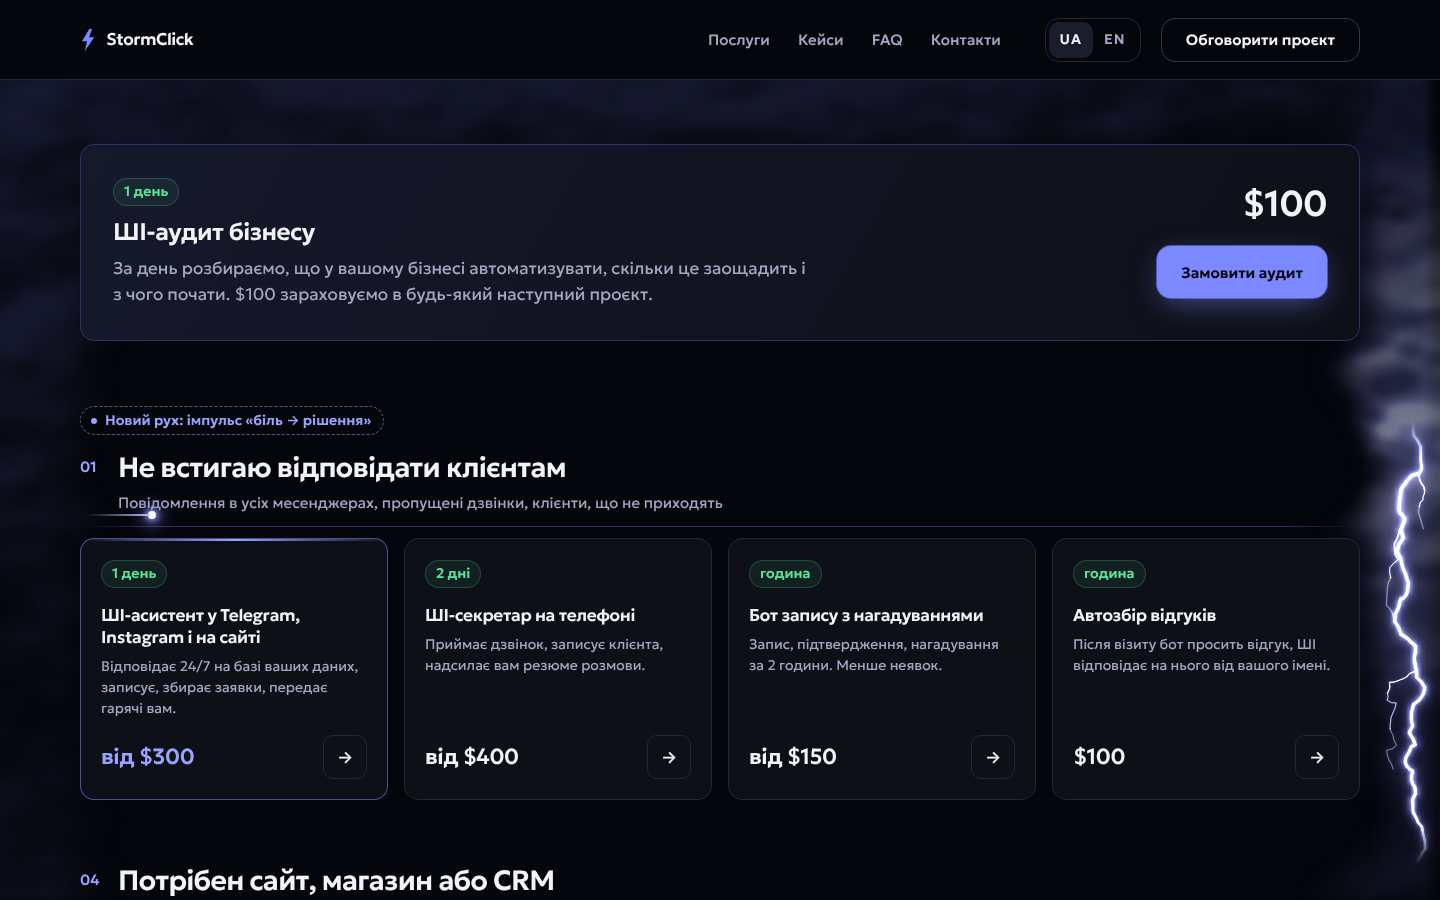 StormClick
Послуги
Кейси
FAQ
Контакти
UA
EN
Обговорити проєкт
1 день
ШІ-аудит бізнесу
За день розбираємо, що у вашому бізнесі автоматизувати, скільки це заощадить і
з чого почати. $100 зараховуємо в будь-який наступний проєкт.
$100
Замовити аудит
Новий рух: імпульс «біль → рішення»
01
Не встигаю відповідати клієнтам
Повідомлення в усіх месенджерах, пропущені дзвінки, клієнти, що не приходять
1 день
ШІ-асистент у Telegram,
Instagram і на сайті
Відповідає 24/7 на базі ваших даних,
записує, збирає заявки, передає
гарячі вам.
від $300
→
2 дні
ШІ-секретар на телефоні
Приймає дзвінок, записує клієнта,
надсилає вам резюме розмови.
від $400
→
година
Бот запису з нагадуваннями
Запис, підтвердження, нагадування
за 2 години. Менше неявок.
від $150
→
година
Автозбір відгуків
Після візиту бот просить відгук, ШІ
відповідає на нього від вашого імені.
$100
→
04
Потрібен сайт, магазин або CRM